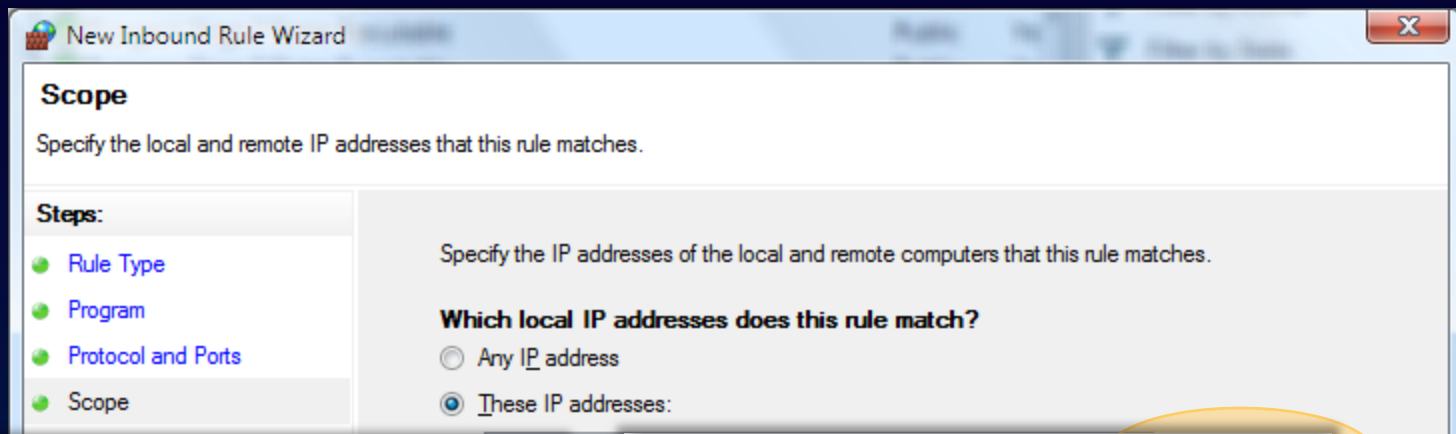 New Inbound Rule Wizard
Scope
Specify the local and remote IP addresses that this rule matches.
Steps:
Rule Type
Program
Protocol and Ports
Scope
Specify the IP addresses of the local and remote computers that this rule matches.
Which local IP addresses does this rule match?
Any IP address
These IP addresses: